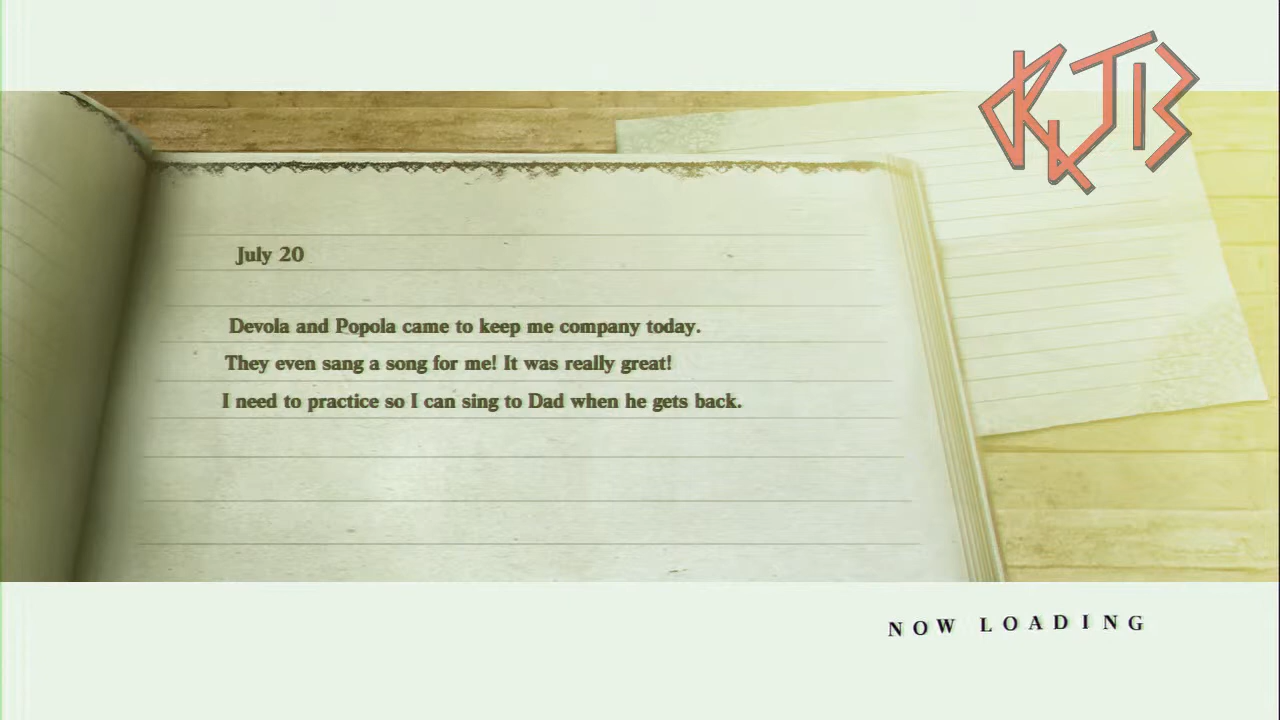 July 20
Devola and Popola came to keep me company today.
They even sang a song for me! It was really great!
I need to practice so I can sing to Dad when he gets back.
NOW LOADING